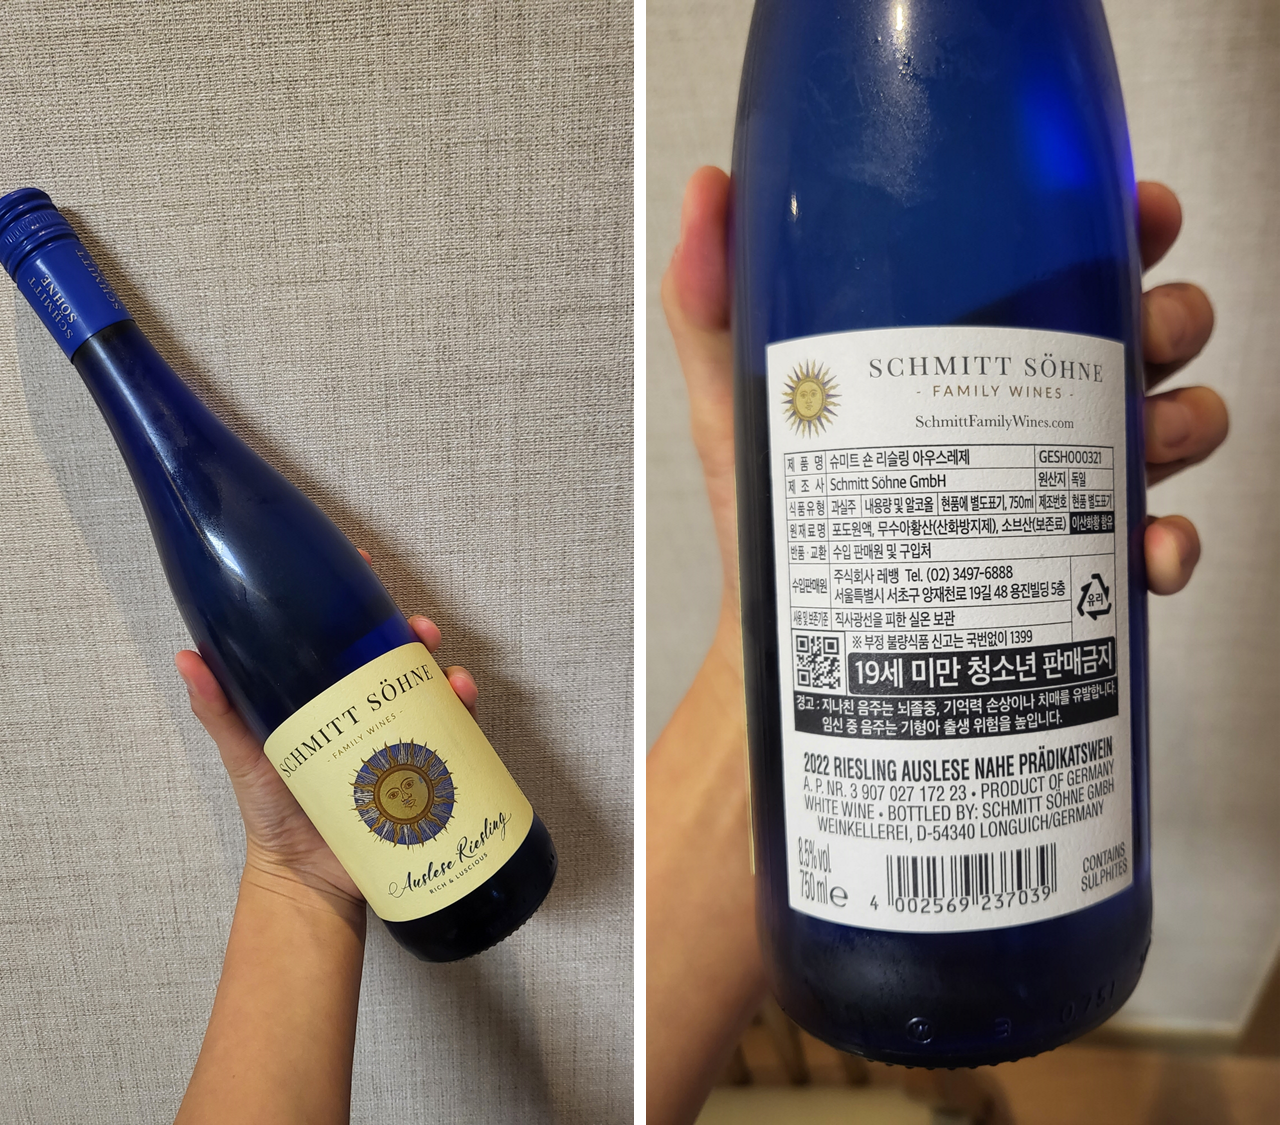 SCHMITT
SÖHNE
SCHMITT
SCHMITT SÖHNE
- FAMILY WINES -
Auslese Riesling
RICH & LUSCIOUS
SCHMITT SÖHNE
- FAMILY WINES -
SchmittFamilyWines.com
제 품 명 슈미트 숀 리슬링 아우스레제 GESH000321
제 조 사 Schmitt Söhne GmbH 원산지 독일
식품유형 과실주 내용량 및 알코올 현품에 별도표기, 750ml 제조번호 현품 별도표기
원재료명 포도원액, 무수아황산(산화방지제), 소브산(보존료) 이산화황 함유
반품·교환 수입 판매원 및 구입처
수입판매원 주식회사 레뱅 Tel. (02) 3497-6888
서울특별시 서초구 양재천로 19길 48 용진빌딩 5층
유리
사용 및 보존기준 직사광선을 피한 실온 보관
※ 부정 불량식품 신고는 국번없이 1399
19세 미만 청소년 판매금지
경고 : 지나친 음주는 뇌졸중, 기억력 손상이나 치매를 유발합니다.
임신 중 음주는 기형아 출생 위험을 높입니다.
2022 RIESLING AUSLESE NAHE PRÄDIKATSWEIN
A. P. NR. 3 907 027 172 23 • PRODUCT OF GERMANY
WHITE WINE • BOTTLED BY: SCHMITT SÖHNE GMBH
WEINKELLEREI, D-54340 LONGUICH/GERMANY
8.5% vol
750 ml e
4 002569 237039
CONTAINS
SULPHITES